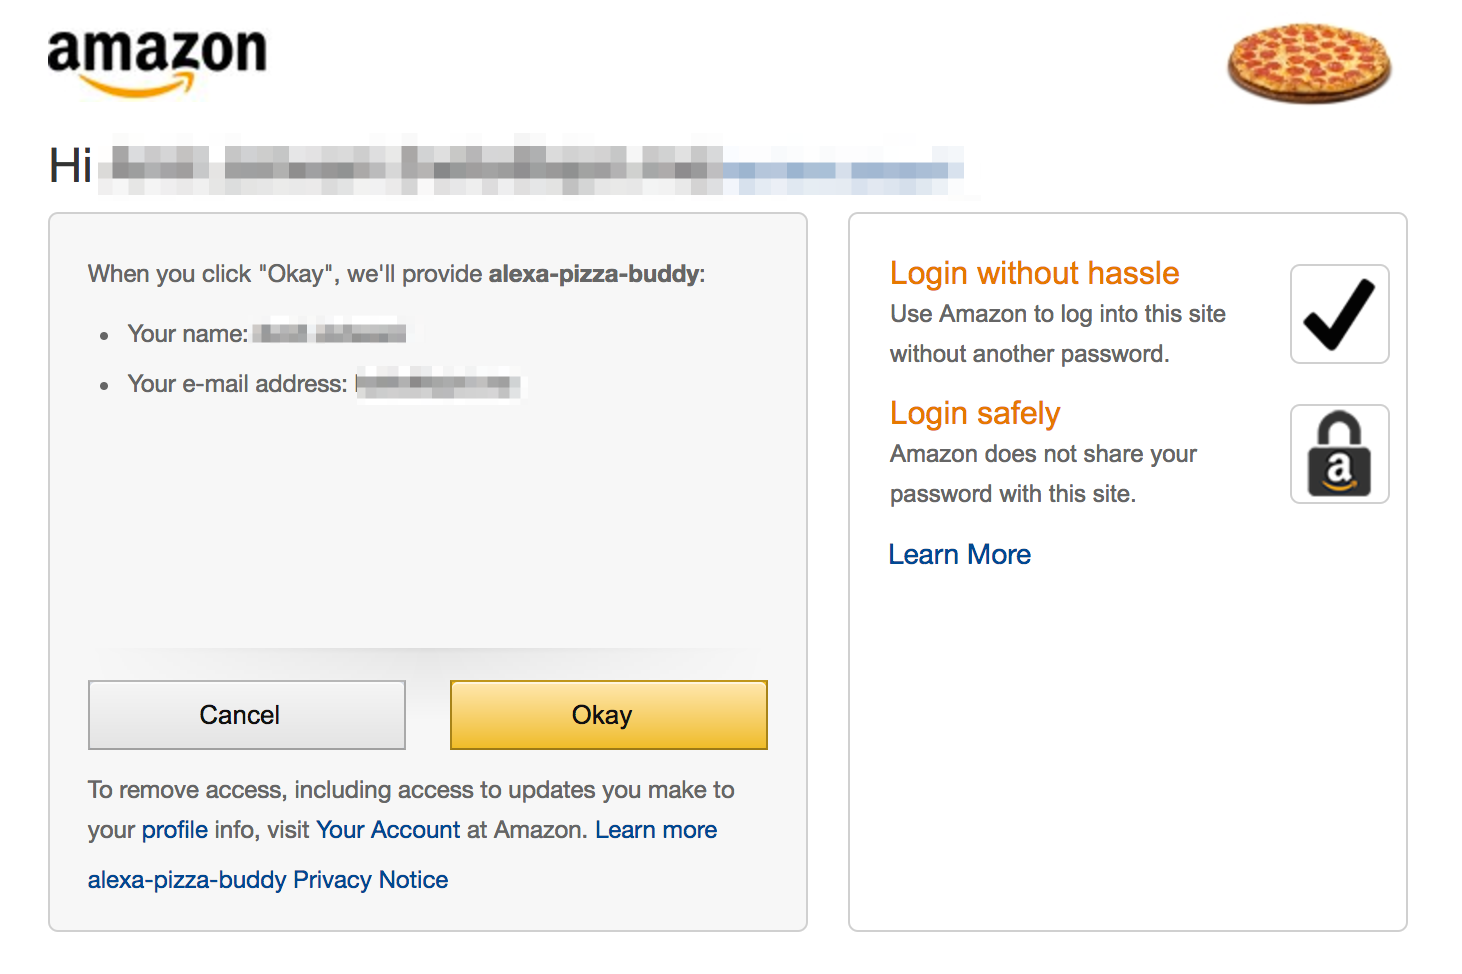 amazon
Hi
When you click "Okay", we'll provide alexa-pizza-buddy:
Your name:
Your e-mail address:
Cancel
Okay
To remove access, including access to updates you make to
your profile info, visit Your Account at Amazon. Learn more
alexa-pizza-buddy Privacy Notice
Login without hassle
Use Amazon to log into this site
without another password.
Login safely
Amazon does not share your
password with this site.
a
Learn More